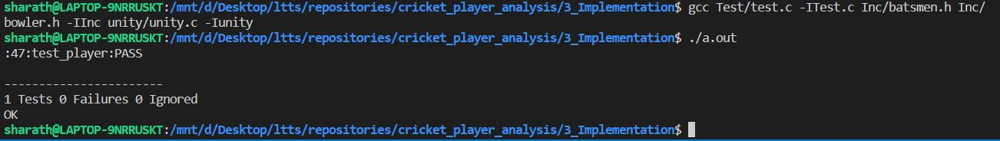 sharath@LAPTOP-9NRRUSKT:/mnt/d/Desktop/ltts/repositories/cricket_player_analysis/3_Implementation$ gcc Test/test.c -ITest.c Inc/batsmen.h Inc/
bowler.h -IInc unity/unity.c -Iunity
sharath@LAPTOP-9NRRUSKT:/mnt/d/Desktop/ltts/repositories/cricket_player_analysis/3_Implementation$ ./a.out
:47:test_player:PASS

-----------------------
1 Tests 0 Failures 0 Ignored
OK
sharath@LAPTOP-9NRRUSKT:/mnt/d/Desktop/ltts/repositories/cricket_player_analysis/3_Implementation$